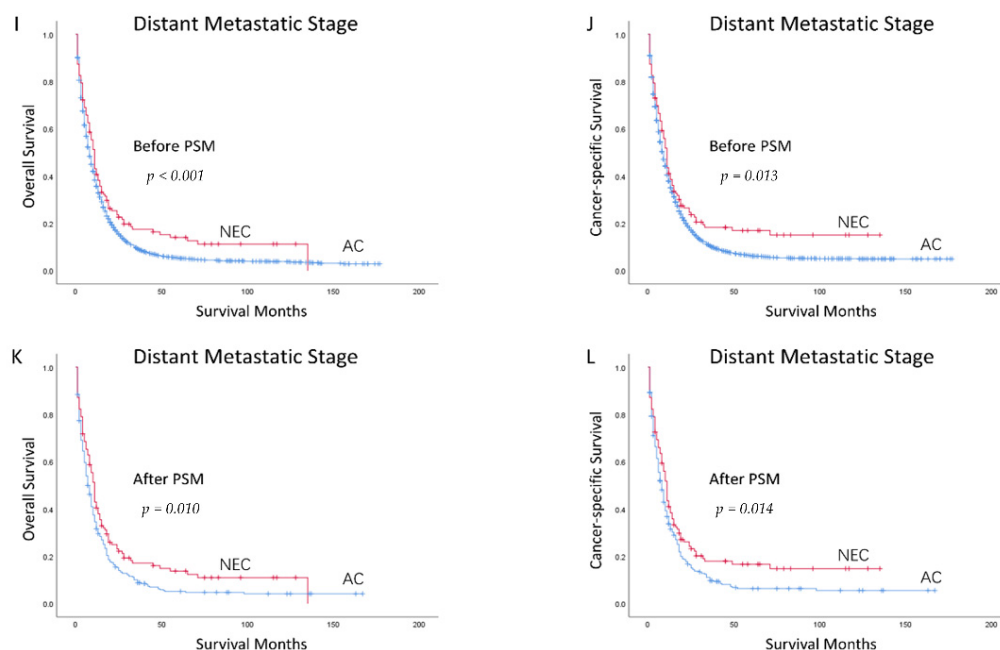 I
Distant Metastatic Stage
1.0
0.8
0.6
0.4
0.2
0.0
Overall Survival
Before PSM
p < 0.001
NEC
AC
0
50
100
150
200
Survival Months
J
Distant Metastatic Stage
1.0
0.8
0.6
0.4
0.2
0.0
Cancer-specific Survival
Before PSM
p = 0.013
NEC
AC
0
50
100
150
200
Survival Months
K
Distant Metastatic Stage
1.0
0.8
0.6
0.4
0.2
0.0
Overall Survival
After PSM
p = 0.010
NEC
AC
0
50
100
150
200
Survival Months
L
Distant Metastatic Stage
1.0
0.8
0.6
0.4
0.2
0.0
Cancer-specific Survival
After PSM
p = 0.014
NEC
AC
0
50
100
150
200
Survival Months